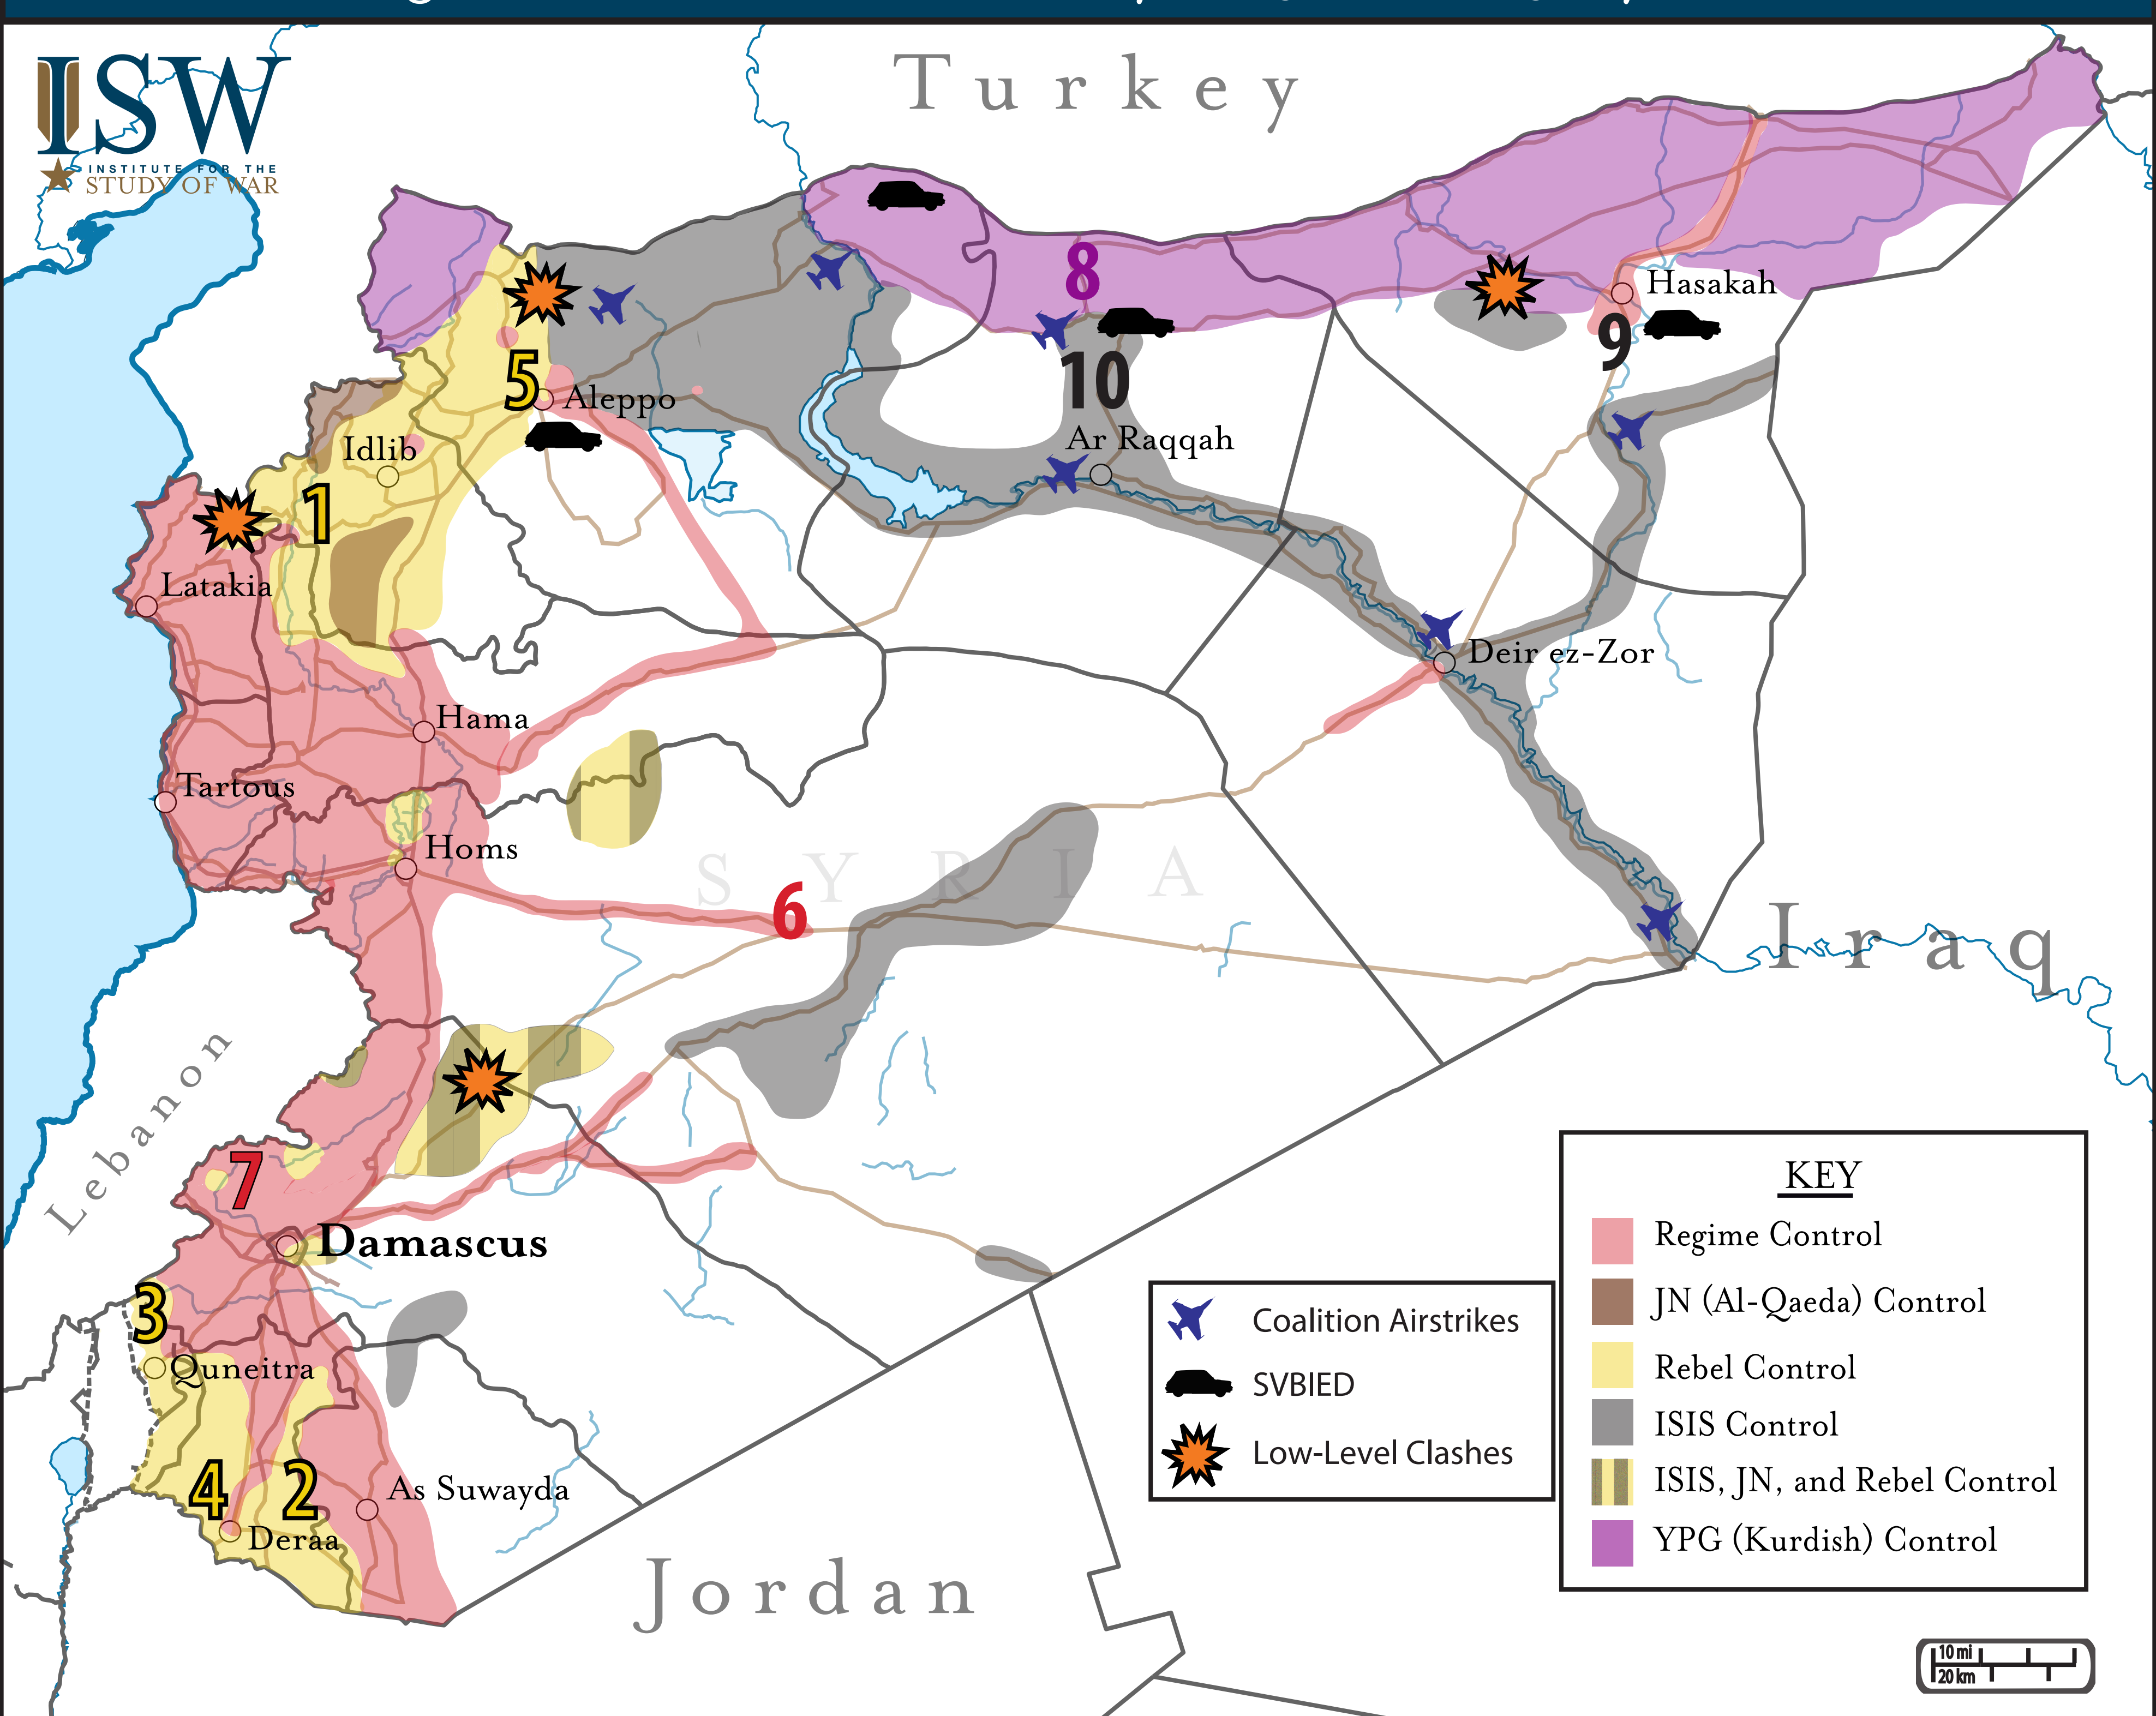 ISW
INSTITUTE FOR THE
STUDY OF WAR
Turkey
8
Hasakah
9
5
Aleppo
10
Ar Raqqah
Idlib
1
Latakia
Deir ez-Zor
Hama
Tartous
Homs
SYRIA
6
Iraq
Lebanon
7
Damascus
3
Quneitra
4
2
As Suwayda
Deraa
Jordan
Coalition Airstrikes
SVBIED
Low-Level Clashes
KEY
Regime Control
JN (Al-Qaeda) Control
Rebel Control
ISIS Control
ISIS, JN, and Rebel Control
YPG (Kurdish) Control
10 mi
20 km